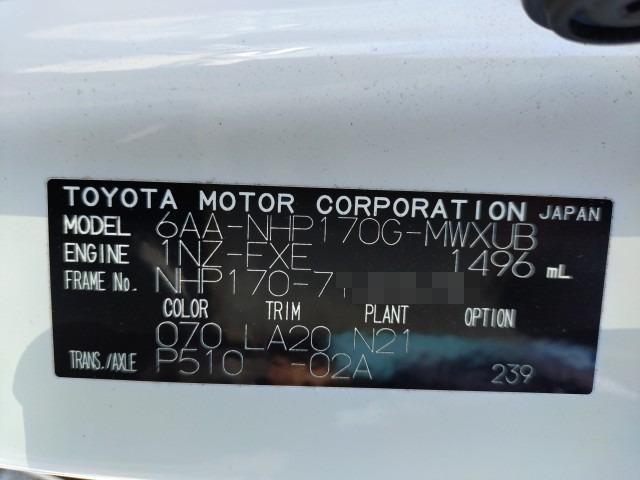 TOYOTA MOTOR CORPORATION JAPAN
MODEL 6AA-NHP170G-MWXUB
ENGINE 1NZ-FXE 1496 mL
FRAME No. NHP170-7
COLOR TRIM PLANT OPTION
070 LA20 N21
TRANS./AXLE P510 -02A 239